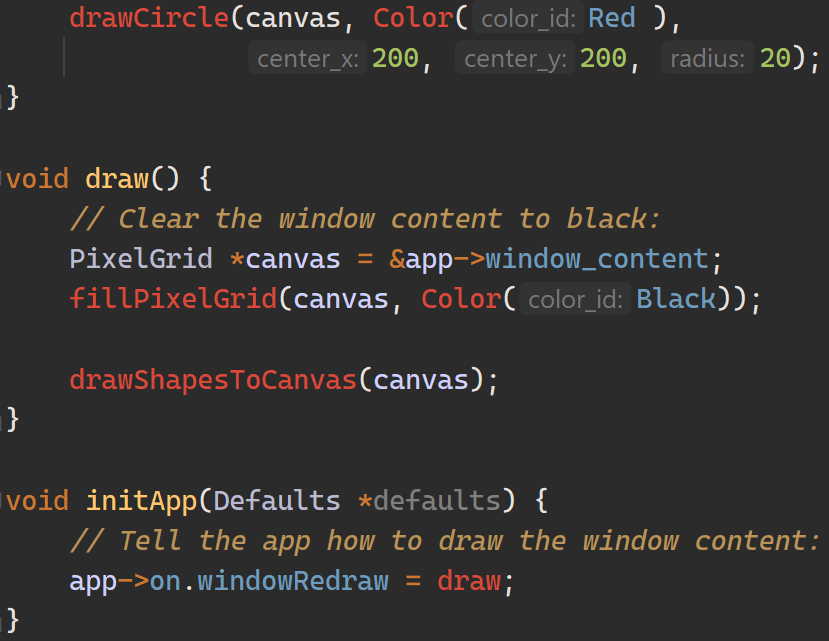 drawCircle(canvas, Color( color_id: Red ),
center_x: 200, center_y: 200, radius: 20);
}
void draw() {
// Clear the window content to black:
PixelGrid *canvas = &app->window_content;
fillPixelGrid(canvas, Color( color_id: Black));
drawShapesToCanvas(canvas);
}
void initApp(Defaults *defaults) {
// Tell the app how to draw the window content:
app->on.windowRedraw = draw;
}